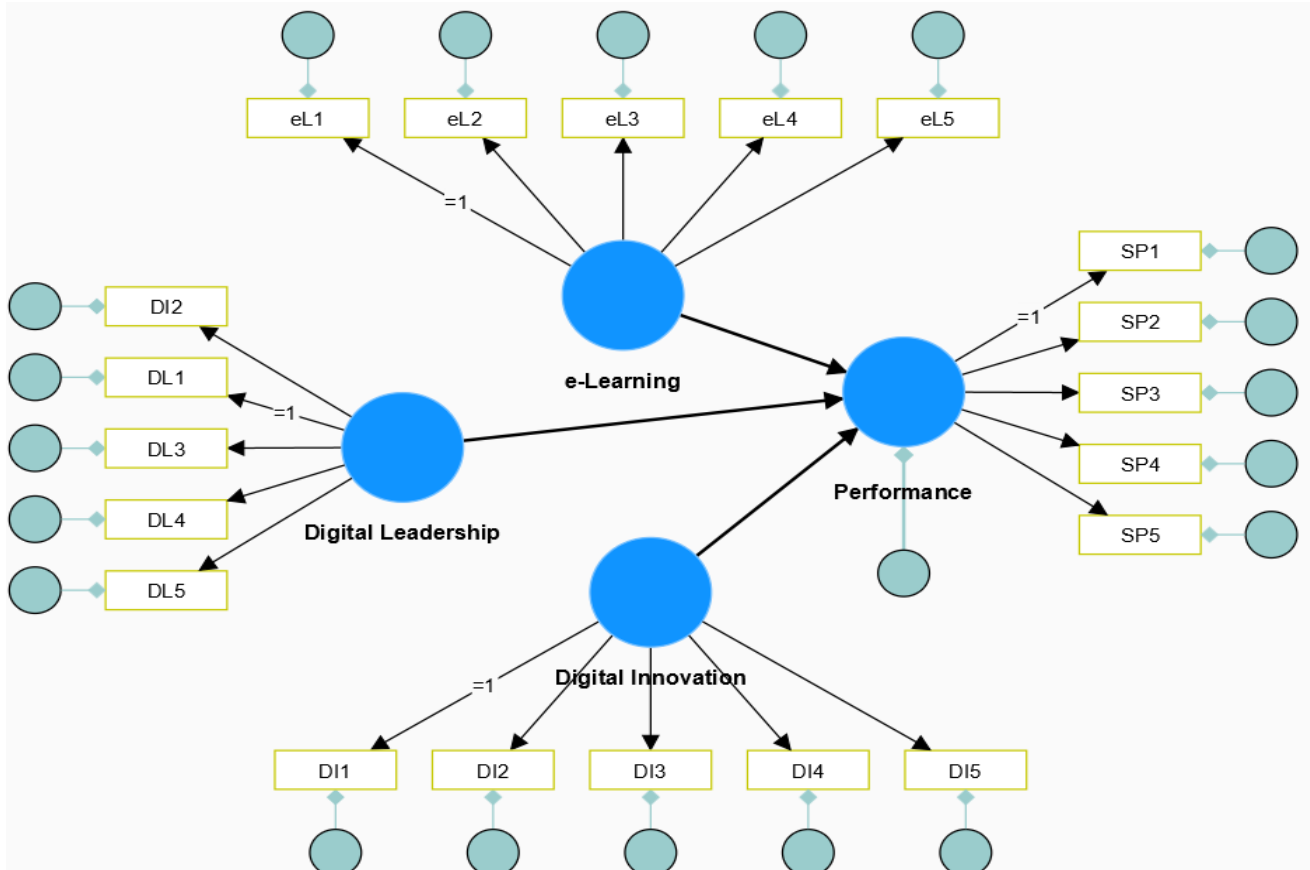 eL1 eL2 eL3 eL4 eL5
=1
SP1
DI2
=1
SP2
DL1
e-Learning
SP3
=1
DL3
SP4
DL4
Performance
Digital Leadership
SP5
DL5
Digital Innovation
=1
DI1 DI2 DI3 DI4 DI5